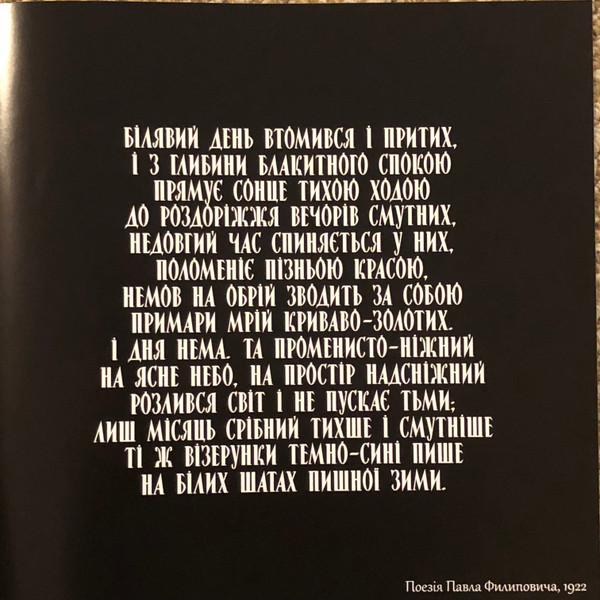 БІЛЯВИЙ ДЕНЬ ВТОМИВСЯ І ПРИТИХ,
І З ГЛИБИНИ БЛАКИТНОГО СПОКОЮ
ПРЯМУЄ СОНЦЕ ТИХОЮ ХОДОЮ
ДО РОЗДОРІЖЖЯ ВЕЧОРІВ СМУТНИХ,
НЕДОВГИЙ ЧАС СПИНЯЄТЬСЯ У НИХ,
ПОЛОМЕНІЄ ПІЗНЬОЮ КРАСОЮ,
НЕМОВ НА ОБРІЙ ЗВОДИТЬ ЗА СОБОЮ
ПРИМАРИ МРІЙ КРИВАВО-ЗОЛОТИХ.
І ДНЯ НЕМА. ТА ПРОМЕНИСТО-НІЖНИЙ
НА ЯСНЕ НЕБО, НА ПРОСТІР НАДСНІЖНИЙ
РОЗЛИВСЯ СВІТ І НЕ ПУСКАЄ ТЬМИ;
ЛИШ МІСЯЦЬ СРІБНИЙ ТИХШЕ І СМУТНІШЕ
ТІ Ж ВІЗЕРУНКИ ТЕМНО-СИНІ ПИШЕ
НА БІЛИХ ШАТАХ ПИШНОЇ ЗИМИ.
Поезія Павла Филиповича, 1922